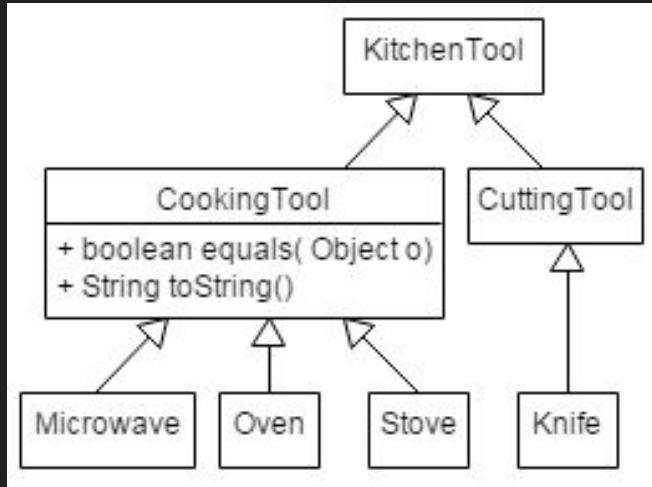 KitchenTool
CookingTool
CuttingTool
+ boolean equals( Object o)
+ String toString()
Microwave
Oven
Stove
Knife